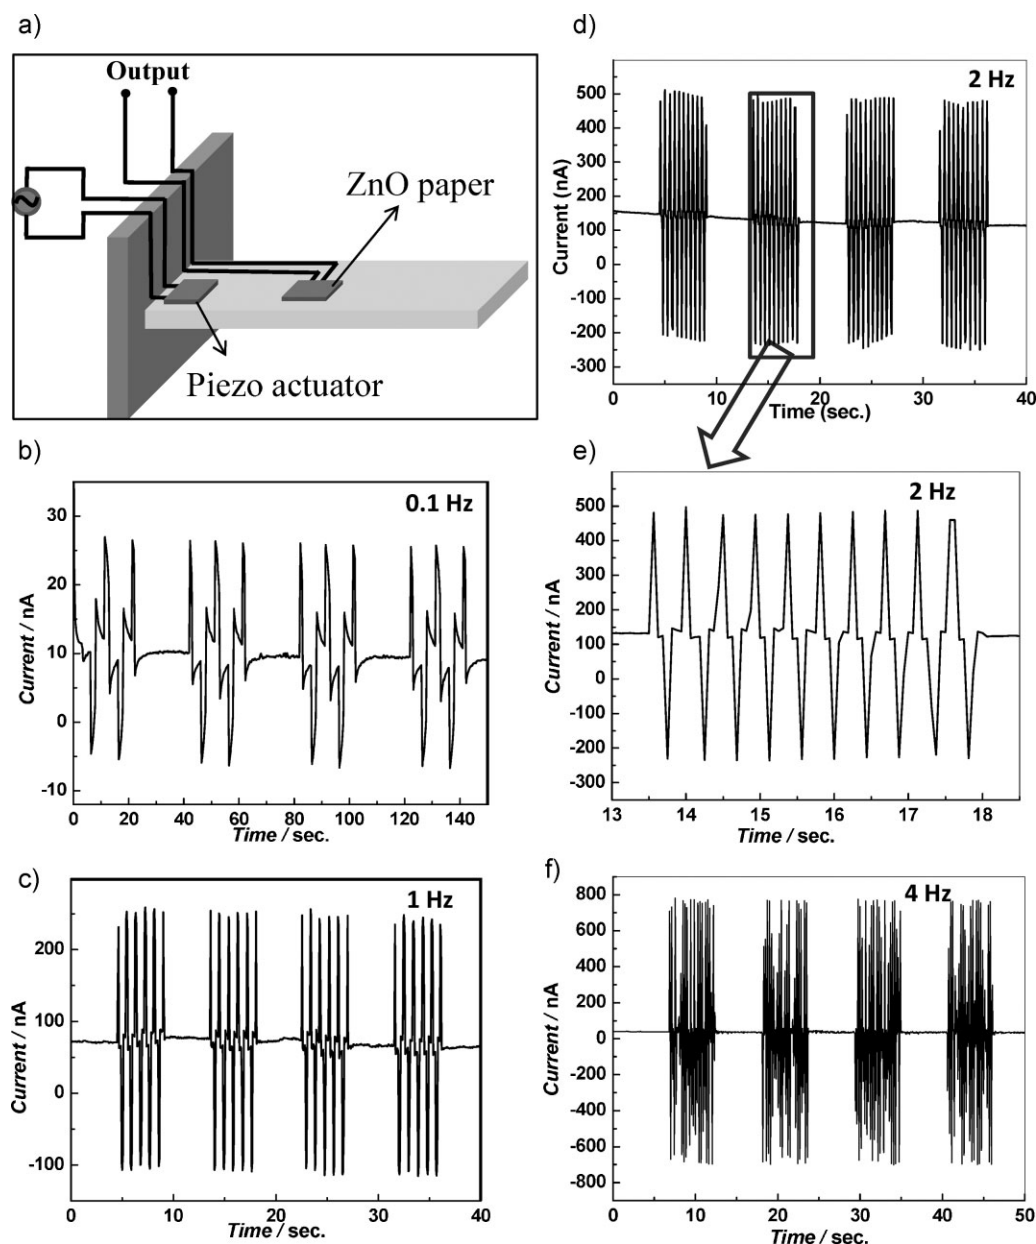 a)
Output
ZnO paper
Piezo actuator
b)
0.1 Hz
Current / nA
30
20
10
0
-10
0 20 40 60 80 100 120 140
Time / sec.
c)
1 Hz
Current / nA
200
100
0
-100
0 10 20 30 40
Time / sec.
d)
2 Hz
Current (nA)
500
400
300
200
100
0
-100
-200
-300
0 10 20 30 40
Time (sec.)
e)
2 Hz
Current / nA
600
500
400
300
200
100
0
-100
-200
-300
13 14 15 16 17 18
Time / sec.
f)
4 Hz
Current / nA
800
600
400
200
0
-200
-400
-600
-800
0 10 20 30 40 50
Time / sec.